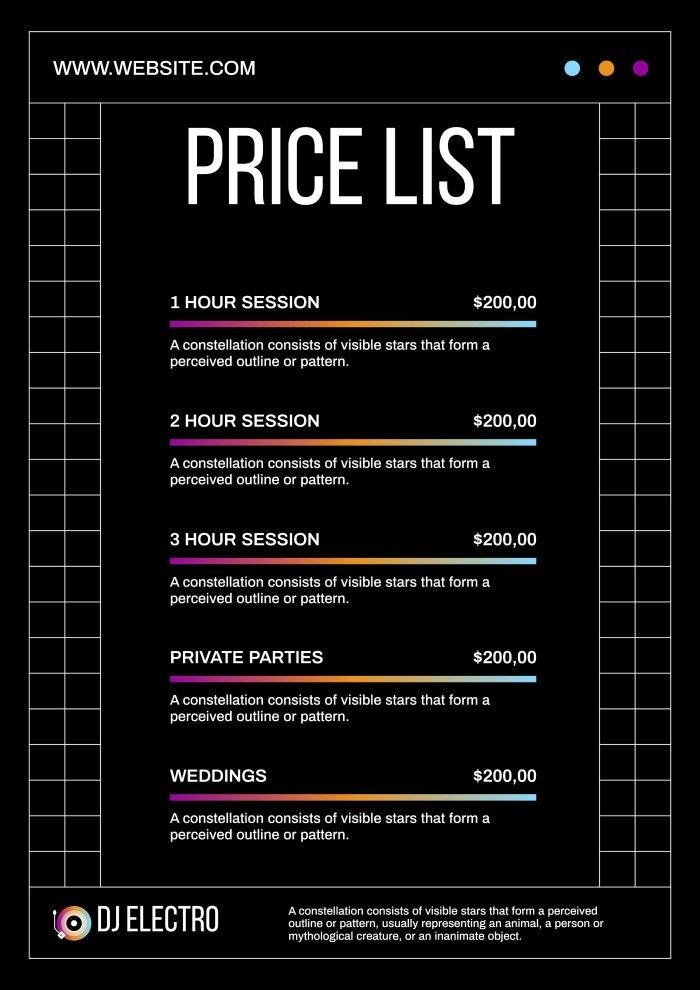 WWW.WEBSITE.COM
PRICE LIST
1 HOUR SESSION $200,00
A constellation consists of visible stars that form a
perceived outline or pattern.
2 HOUR SESSION $200,00
A constellation consists of visible stars that form a
perceived outline or pattern.
3 HOUR SESSION $200,00
A constellation consists of visible stars that form a
perceived outline or pattern.
PRIVATE PARTIES $200,00
A constellation consists of visible stars that form a
perceived outline or pattern.
WEDDINGS $200,00
A constellation consists of visible stars that form a
perceived outline or pattern.
DJ ELECTRO
A constellation consists of visible stars that form a perceived
outline or pattern, usually representing an animal, a person or
mythological creature, or an inanimate object.